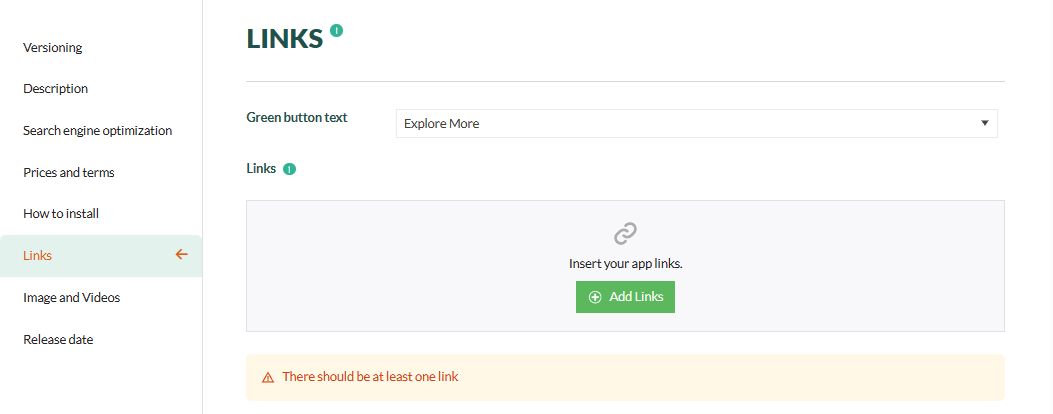 Versioning
Description
Search engine optimization
Prices and terms
How to install
Links
Image and Videos
Release date
LINKS !
Green button text
Explore More
Links !
Insert your app links.
Add Links
There should be at least one link